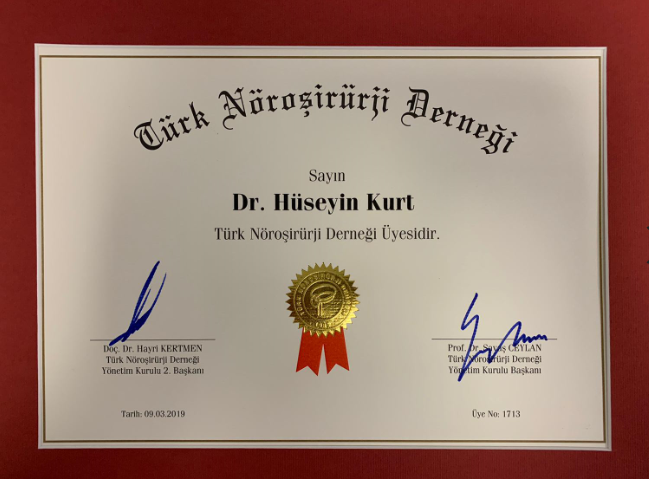 Türk Nöroşirürji Derneği
Sayın
Dr. Hüseyin Kurt
Türk Nöroşirürji Derneği Üyesidir.
Doç. Dr. Hayri KERTMEN
Türk Nöroşirürji Derneği
Yönetim Kurulu 2. Başkanı
Prof. Dr. Savaş CEYLAN
Türk Nöroşirürji Derneği
Yönetim Kurulu Başkanı
Tarih: 09.03.2019
Üye No: 1713